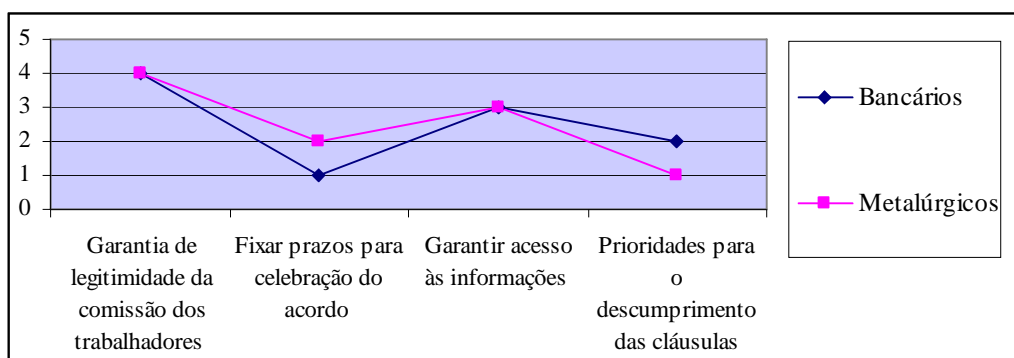 5
4
3
2
1
0
Garantia de
legitimidade da
comissão dos
trabalhadores
Fixar prazos para
celebração do
acordo
Garantir acesso
às informações
Prioridades para
o
descumprimento
das cláusulas
Bancários
Metalúrgicos